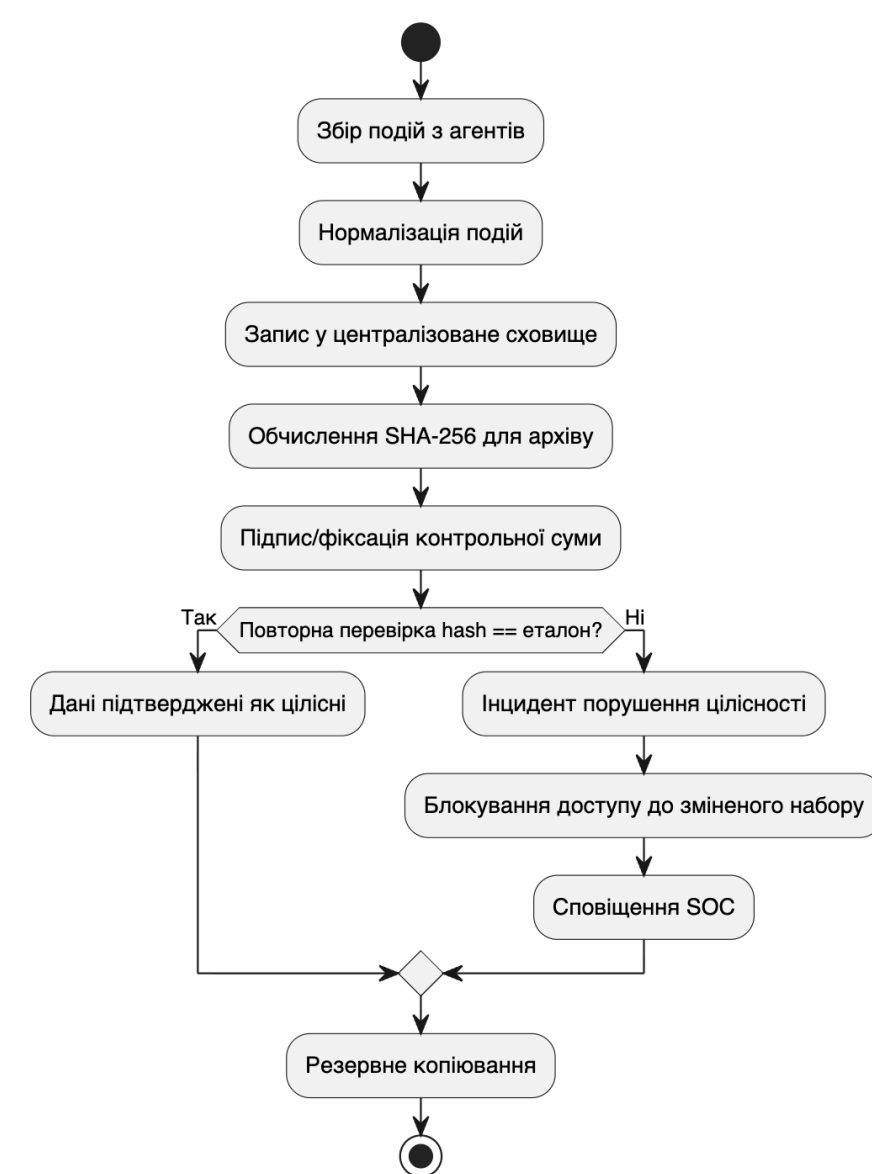 Збір подій з агентів
Нормалізація подій
Запис у централізоване сховище
Обчислення SHA-256 для архіву
Підпис/фіксація контрольної суми
Так
Повторна перевірка hash == еталон?
Ні
Дані підтверджені як цілісні
Інцидент порушення цілісності
Блокування доступу до зміненого набору
Сповіщення SOC
Резервне копіювання